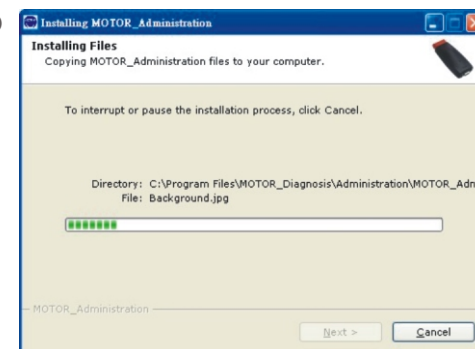 )
Installing MOTOR_Administration
Installing Files
Copying MOTOR_Administration files to your computer.
To interrupt or pause the installation process, click Cancel.
Directory: C:\Program Files\MOTOR_Diagnosis\Administration\MOTOR_Adm
File: Background.jpg
MOTOR_Administration
Next >
Cancel